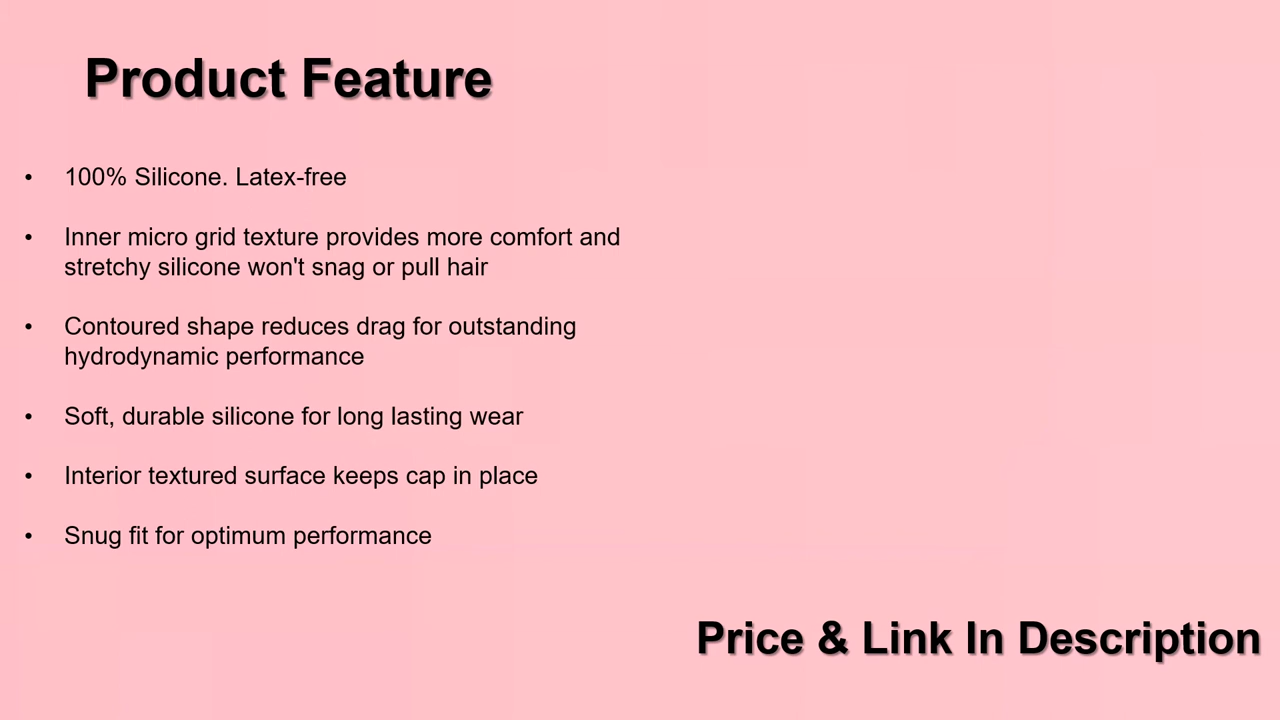 Product Feature
• 100% Silicone. Latex-free
• Inner micro grid texture provides more comfort and
stretchy silicone won't snag or pull hair
• Contoured shape reduces drag for outstanding
hydrodynamic performance
• Soft, durable silicone for long lasting wear
• Interior textured surface keeps cap in place
• Snug fit for optimum performance
Price & Link In Description